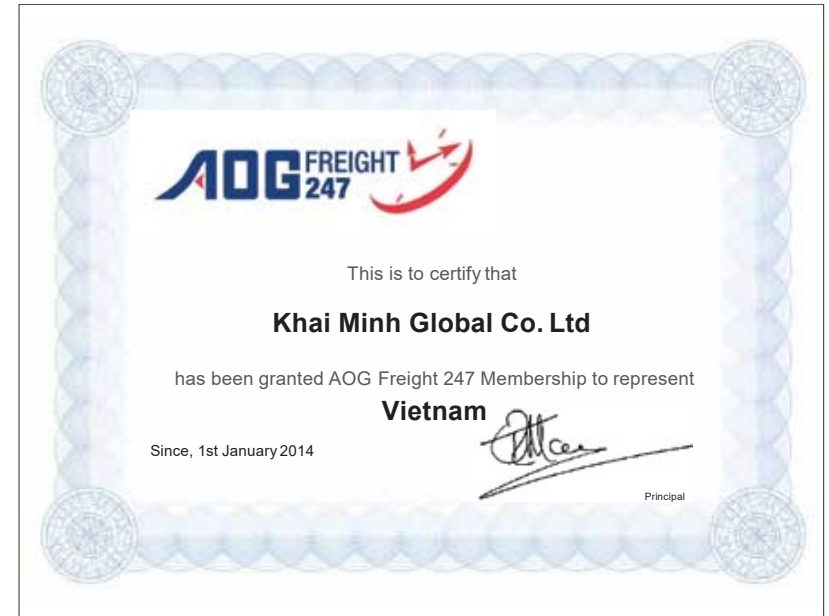 AOG FREIGHT
247
This is to certify that
Khai Minh Global Co. Ltd
has been granted AOG Freight 247 Membership to represent
Vietnam
Since, 1st January 2014
Principal